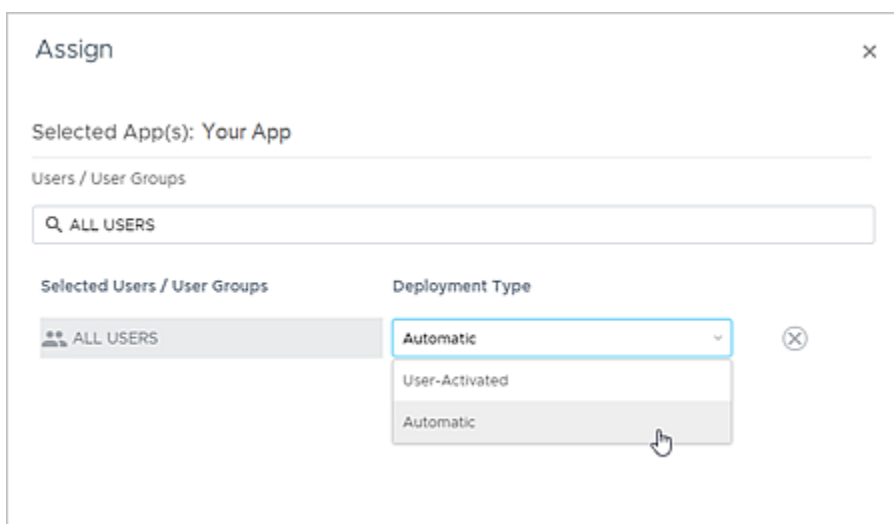 Assign
Selected App(s): Your App
Users / User Groups
ALL USERS
Selected Users / User Groups Deployment Type
ALL USERS Automatic
User-Activated
Automatic